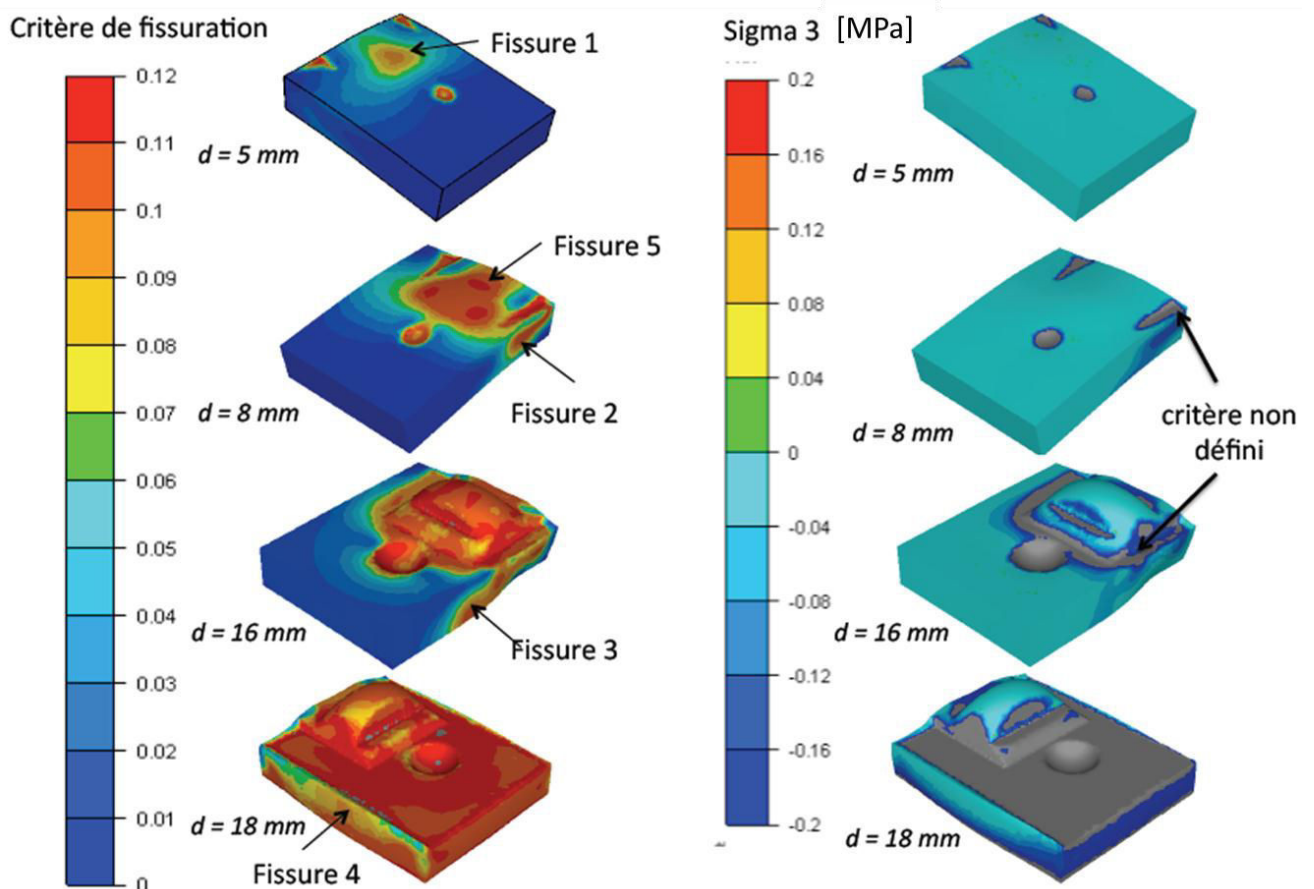 Critère de fissuration
0.12
0.11
0.1
0.09
0.08
0.07
0.06
0.05
0.04
0.03
0.02
0.01
0
Fissure 1
d = 5 mm
Fissure 5
Fissure 2
d = 8 mm
d = 16 mm
Fissure 3
d = 18 mm
Fissure 4
Sigma 3 [MPa]
0.2
0.16
0.12
0.08
0.04
0
-0.04
-0.08
-0.12
-0.16
-0.2
d = 5 mm
d = 8 mm
critère non
défini
d = 16 mm
d = 18 mm